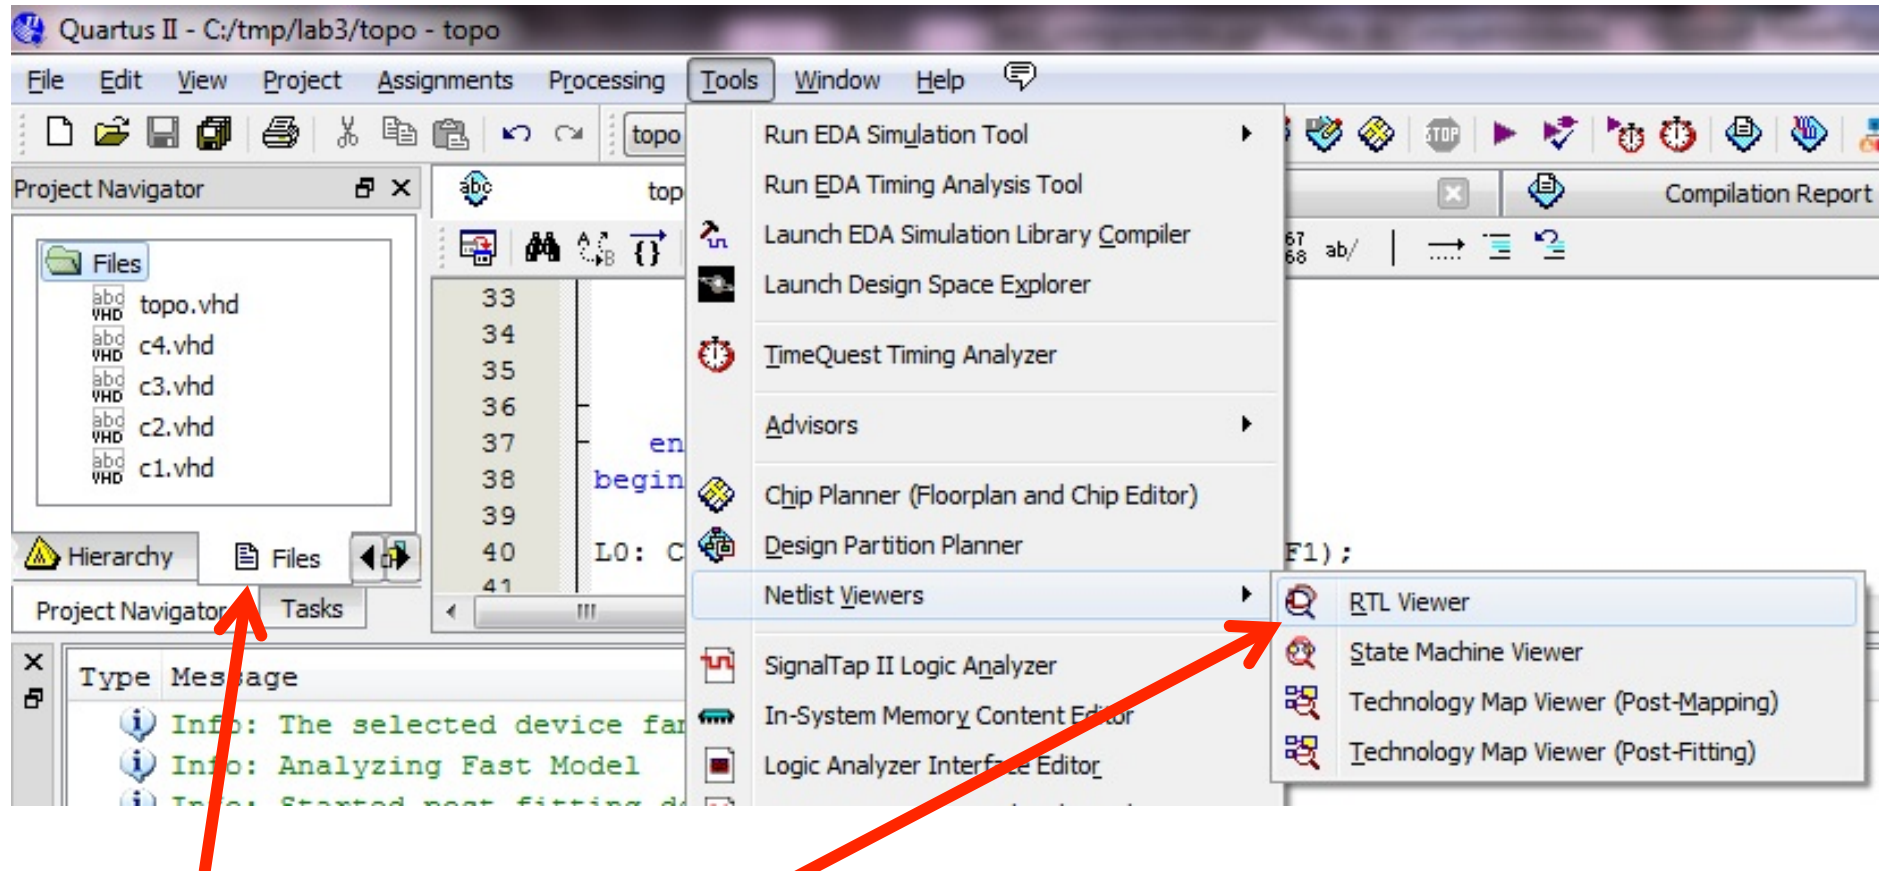 Quartus II - C:/tmp/lab3/topo - topo
File Edit View Project Assignments Processing Tools Window Help
topo
Project Navigator
Files
topo.vhd
c4.vhd
c3.vhd
c2.vhd
c1.vhd
Hierarchy Files
Project Navigator Tasks
top
Compilation Report
33
34
35
36
37 en
38 begin
39
40 L0: C F1);
41
Run EDA Simulation Tool
Run EDA Timing Analysis Tool
Launch EDA Simulation Library Compiler
Launch Design Space Explorer
TimeQuest Timing Analyzer
Advisors
Chip Planner (Floorplan and Chip Editor)
Design Partition Planner
Netlist Viewers
SignalTap II Logic Analyzer
In-System Memory Content Editor
Logic Analyzer Interface Editor
RTL Viewer
State Machine Viewer
Technology Map Viewer (Post-Mapping)
Technology Map Viewer (Post-Fitting)
Type Message
Info: The selected device fam
Info: Analyzing Fast Model